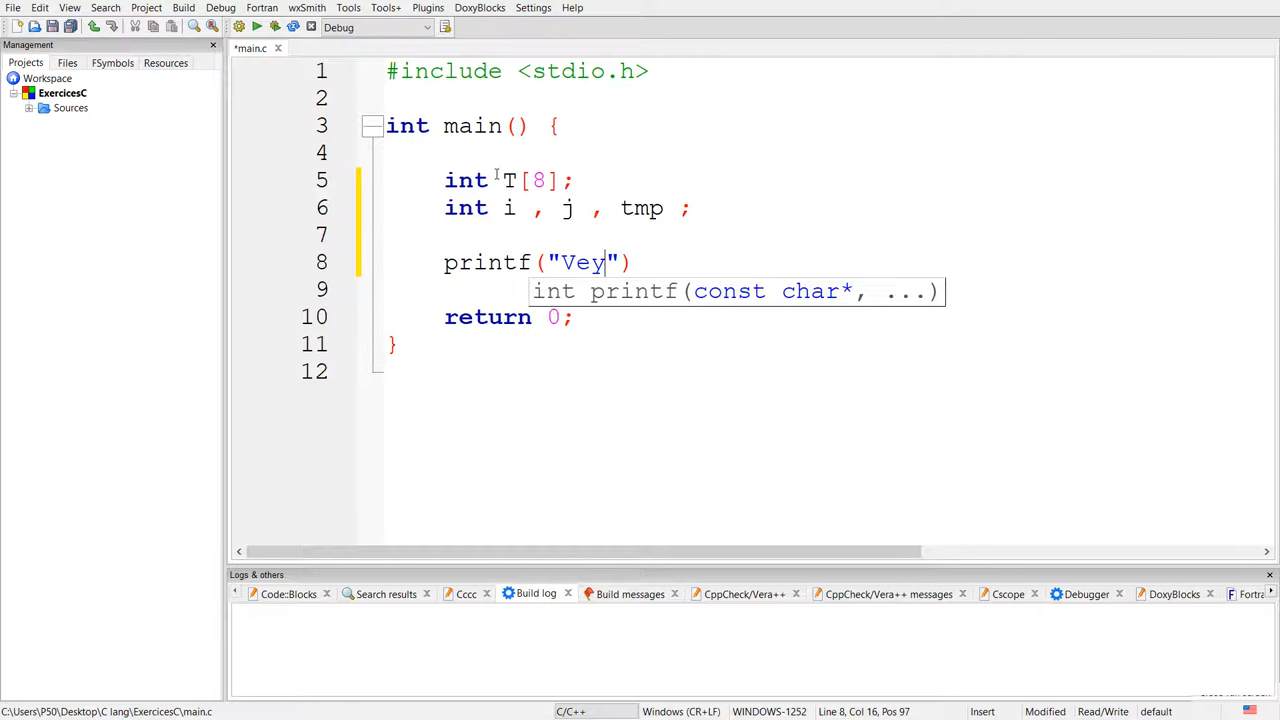 File Edit View Search Project Build Debug Fortran wxSmith Tools Tools+ Plugins DoxyBlocks Settings Help
Debug
Management
*main.c
Projects Files FSymbols Resources
Workspace
ExercicesC
Sources
1 #include <stdio.h>
2
3 int main() {
4
5 int T[8];
6 int i , j , tmp ;
7
8 printf("Vey")
int printf(const char*, ...)
9
10 return 0;
11 }
12
Logs & others
Code::Blocks Search results Cccc Build log Build messages CppCheck/Vera++ CppCheck/Vera++ messages Cscope Debugger DoxyBlocks Fortra
C:\Users\P50\Desktop\C lang\ExercicesC\main.c C/C++ Windows (CR+LF) WINDOWS-1252 Line 8, Col 16, Pos 97 Insert Modified Read/Write default